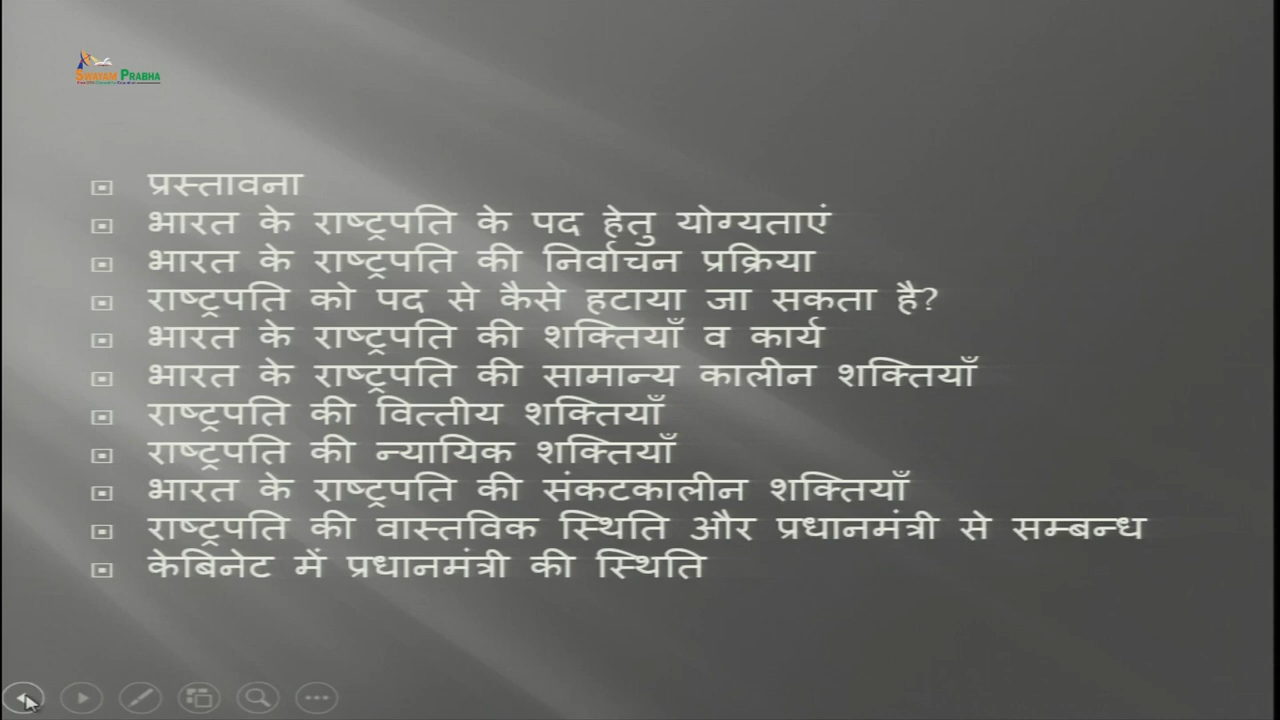 SWAYAM PRABHA
प्रस्तावना
भारत के राष्ट्रपति के पद हेतु योग्यताएं
भारत के राष्ट्रपति की निर्वाचन प्रक्रिया
राष्ट्रपति को पद से कैसे हटाया जा सकता है?
भारत के राष्ट्रपति की शक्तियाँ व कार्य
भारत के राष्ट्रपति की सामान्य कालीन शक्तियाँ
राष्ट्रपति की वित्तीय शक्तियाँ
राष्ट्रपति की न्यायिक शक्तियाँ
भारत के राष्ट्रपति की संकटकालीन शक्तियाँ
राष्ट्रपति की वास्तविक स्थिति और प्रधानमंत्री से सम्बन्ध
केबिनेट में प्रधानमंत्री की स्थिति